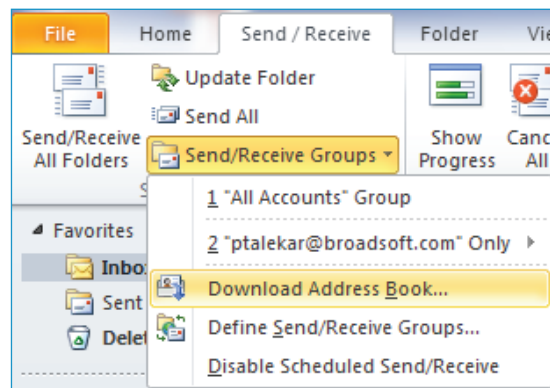 File Home Send / Receive Folder
Update Folder
Send All
Send/Receive
All Folders
Send/Receive Groups
Show
Progress
All
1 "All Accounts" Group
2 "ptalekar@broadsoft.com" Only
Download Address Book...
Define Send/Receive Groups...
Disable Scheduled Send/Receive
Favorites
Sent